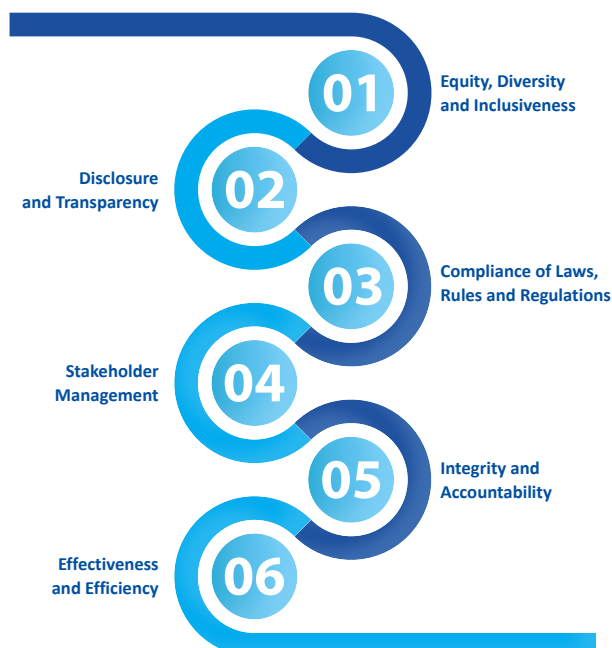 01
Equity, Diversity
and Inclusiveness
02
Disclosure
and Transparency
03
Compliance of Laws,
Rules and Regulations
04
Stakeholder
Management
05
Integrity and
Accountability
06
Effectiveness
and Efficiency